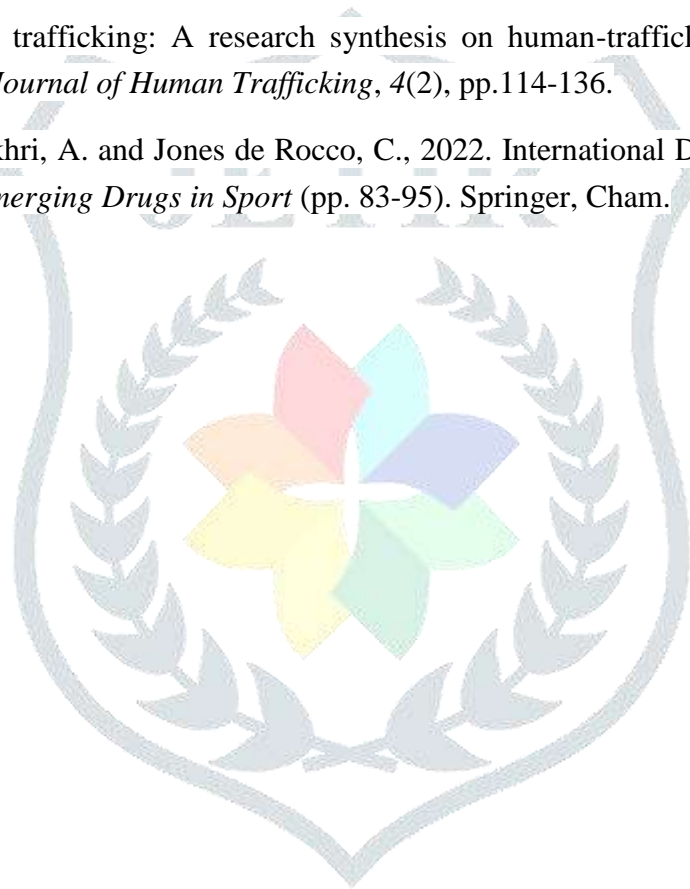 trafficking: A research synthesis on human-traffick
Journal of Human Trafficking, 4(2), pp.114-136.
khri, A. and Jones de Rocco, C., 2022. International D
merging Drugs in Sport (pp. 83-95). Springer, Cham.